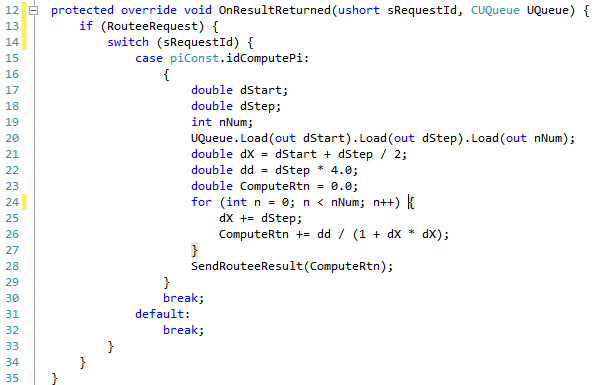 12 protected override void OnResultReturned(ushort sRequestId, CUQueue UQueue) {
13     if (RouteeRequest) {
14         switch (sRequestId) {
15             case piConst.idComputePi:
16                 {
17                     double dStart;
18                     double dStep;
19                     int nNum;
20                     UQueue.Load(out dStart).Load(out dStep).Load(out nNum);
21                     double dX = dStart + dStep / 2;
22                     double dd = dStep * 4.0;
23                     double ComputeRtn = 0.0;
24                     for (int n = 0; n < nNum; n++) {
25                         dX += dStep;
26                         ComputeRtn += dd / (1 + dX * dX);
27                     }
28                     SendRouteeResult(ComputeRtn);
29                 }
30                 break;
31             default:
32                 break;
33         }
34     }
35 }